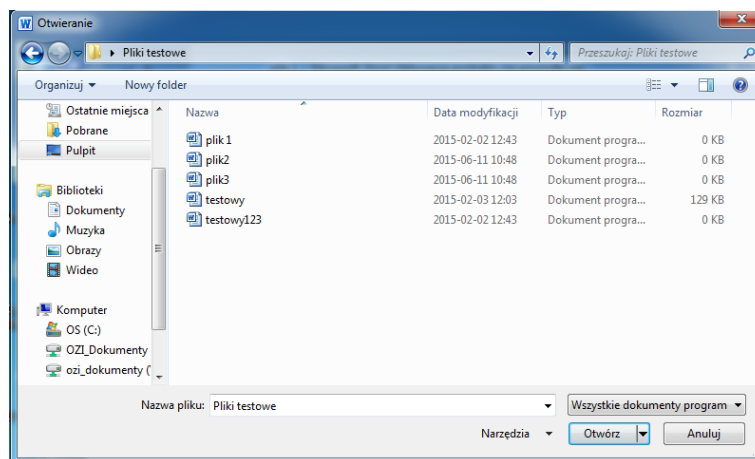 Otwieranie
Pliki testowe
Przeszukaj: Pliki testowe
Organizuj Nowy folder
Ostatnie miejsca
Pobrane
Pulpit
Biblioteki
Dokumenty
Muzyka
Obrazy
Wideo
Komputer
OS (C:)
OZI_Dokumenty
ozi_dokumenty (
Nazwa Data modyfikacji Typ Rozmiar
plik 1 2015-02-02 12:43 Dokument progra... 0 KB
plik2 2015-06-11 10:48 Dokument progra... 0 KB
plik3 2015-06-11 10:48 Dokument progra... 0 KB
testowy 2015-02-03 12:03 Dokument progra... 129 KB
testowy123 2015-02-02 12:43 Dokument progra... 0 KB
Nazwa pliku: Pliki testowe Wszystkie dokumenty program
Narzędzia Otwórz Anuluj